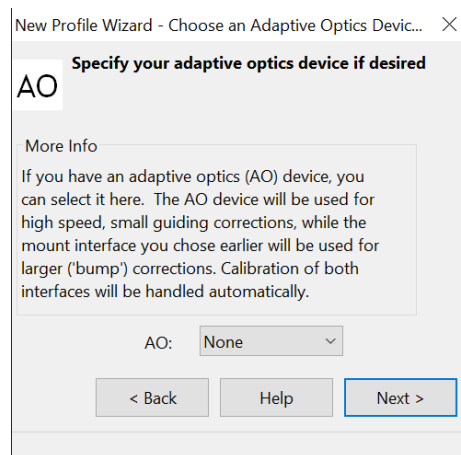 New Profile Wizard - Choose an Adaptive Optics Devic...
Specify your adaptive optics device if desired
AO
More Info
If you have an adaptive optics (AO) device, you
can select it here. The AO device will be used for
high speed, small guiding corrections, while the
mount interface you chose earlier will be used for
larger ('bump') corrections. Calibration of both
interfaces will be handled automatically.
AO: None
< Back Help Next >